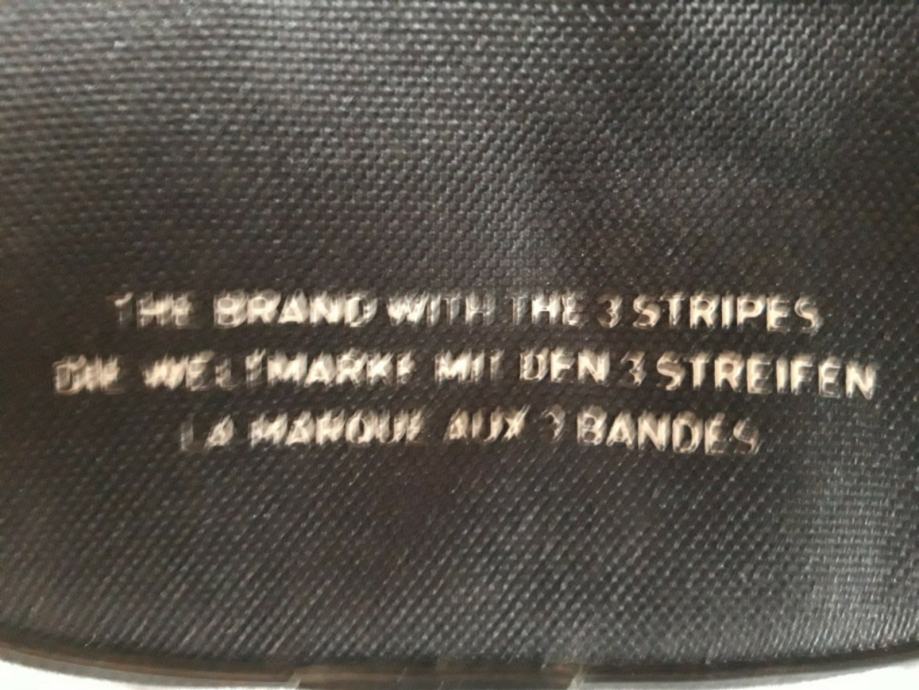 THE BRAND WITH THE 3 STRIPES
DIE WELTMARKE MIT DEN 3 STREIFEN
LA MARQUE AUX 3 BANDES